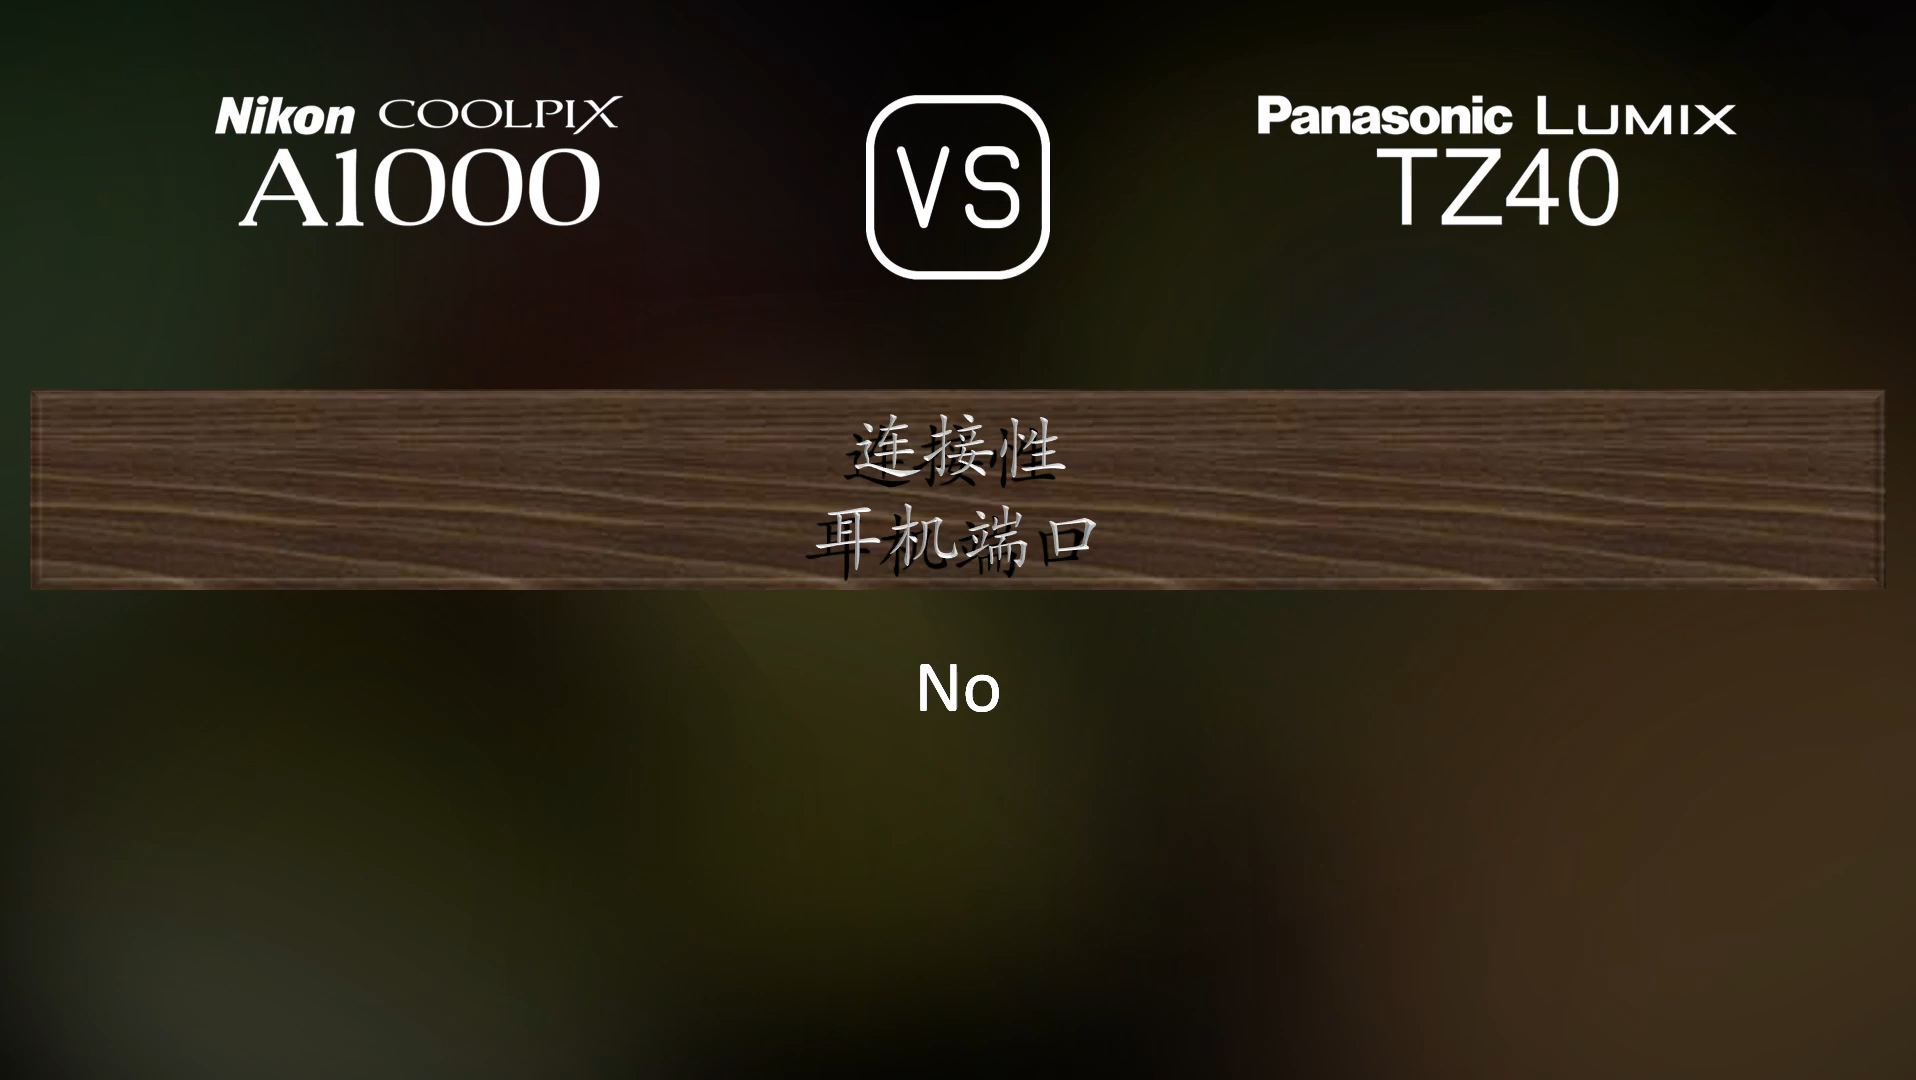 Nikon COOLPIX
A1000
VS
Panasonic LUMIX
TZ40
连接性
耳机端口
No